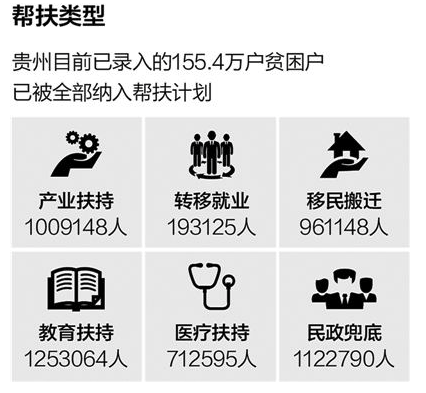 帮扶类型
贵州目前已录入的155.4万户贫困户
已被全部纳入帮扶计划
产业扶持
1009148人
转移就业
193125人
移民搬迁
961148人
教育扶持
1253064人
医疗扶持
712595人
民政兜底
1122790人